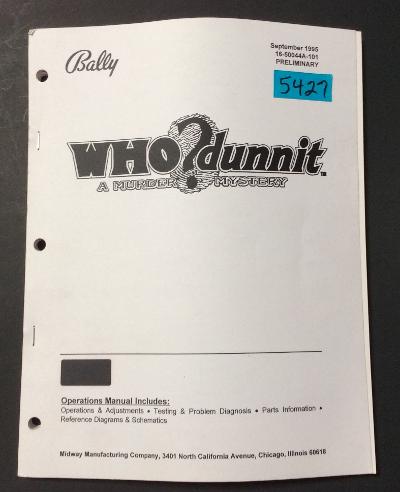 Bally
September 1995
16-50044A-101
PRELIMINARY
5427
WHO?dunnit™
A MURDER MYSTERY
Operations Manual Includes:
Operations & Adjustments • Testing & Problem Diagnosis • Parts Information •
Reference Diagrams & Schematics
Midway Manufacturing Company, 3401 North California Avenue, Chicago, Illinois 60618